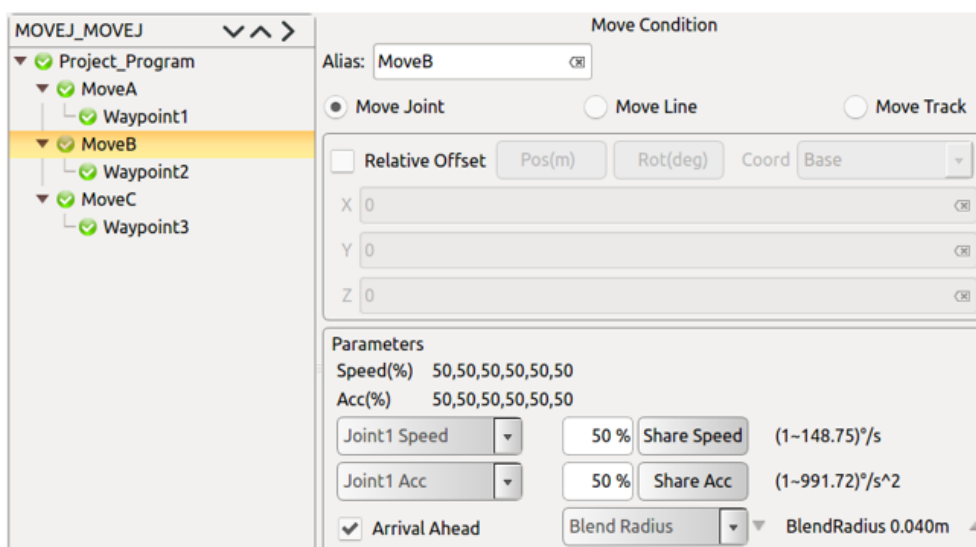 MOVEJ_MOVEJ
Project_Program
MoveA
Waypoint1
MoveB
Waypoint2
MoveC
Waypoint3
Move Condition
Alias: MoveB
Move Joint Move Line Move Track
Relative Offset Pos(m) Rot(deg) Coord Base
X 0
Y 0
Z 0
Parameters
Speed(%) 50,50,50,50,50,50
Acc(%) 50,50,50,50,50,50
Joint1 Speed 50 % Share Speed (1~148.75)°/s
Joint1 Acc 50 % Share Acc (1~991.72)°/s^2
Arrival Ahead Blend Radius BlendRadius 0.040m